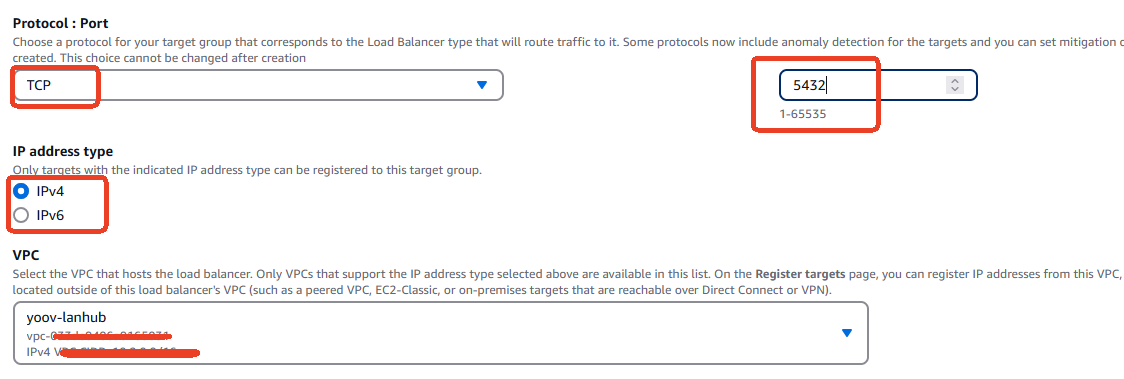 Protocol : Port
Choose a protocol for your target group that corresponds to the Load Balancer type that will route traffic to it. Some protocols now include anomaly detection for the targets and you can set mitigation
created. This choice cannot be changed after creation
TCP
5432
1-65535
IP address type
Only targets with the indicated IP address type can be registered to this target group.
IPv4
IPv6
VPC
Select the VPC that hosts the load balancer. Only VPCs that support the IP address type selected above are available in this list. On the Register targets page, you can register IP addresses from this VPC,
located outside of this load balancer's VPC (such as a peered VPC, EC2-Classic, or on-premises targets that are reachable over Direct Connect or VPN).
yoov-lanhub
vpc-
IPv4